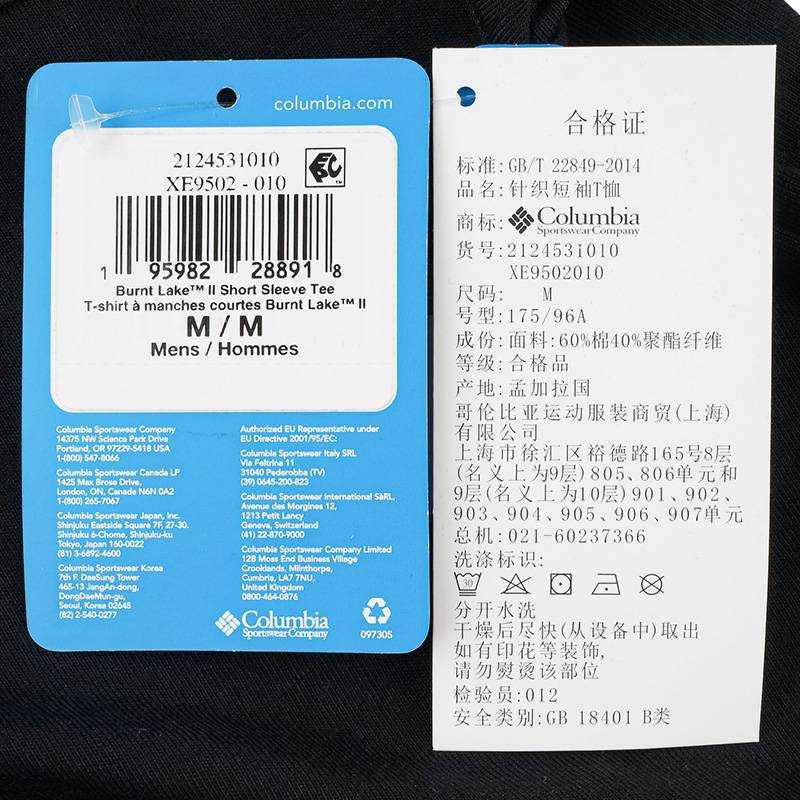 columbia.com
2124531010
XE9502 - 010
1 95982 28891 8
Burnt Lake™ II Short Sleeve Tee
T-shirt à manches courtes Burnt Lake™ II
M / M
Mens / Hommes
Columbia Sportswear Company
14375 NW Science Park Drive
Portland, OR 97229-5418 USA
1-(800) 547-8066
Columbia Sportswear Canada LP
1425 Max Brose Drive,
London, ON, Canada N6N 0A2
1-(800) 265-7067
Columbia Sportswear Japan, Inc.
Shinjuku Eastside Square 7F, 27-30,
Shinjuku 6-Chome, Shinjuku-ku
Tokyo, Japan 160-0022
(81) 3-6892-4600
Columbia Sportswear Korea
7th F. DaeSung Tower
465-13 JangAn-dong,
DongDaeMun-gu,
Seoul, Korea 02645
(82) 2-540-0277
Authorized EU Representative under
EU Directive 2001/95/EC:
Columbia Sportswear Italy SRL
Via Feltrina 11
31040 Pederobba (TV)
(39) 0645-200-823
Columbia Sportswear International SàRL,
Avenue des Morgines 12,
1213 Petit Lancy
Geneva, Switzerland
(41) 22-870-9000
Columbia Sportswear Company Limited
12B Moss End Business Village
Crooklands, Milnthorpe,
Cumbria, LA7 7NU,
United Kingdom
0800-464-0876
Columbia
Sportswear Company
097305
合格证
标准:GB/T 22849-2014
品名:针织短袖T恤
商标: Columbia
Sportswear Company
货号:2124531010
XE9502010
尺码: M
号型:175/96A
成份:面料:60%棉40%聚酯纤维
等级:合格品
产地:孟加拉国
哥伦比亚运动服装商贸(上海)
有限公司
上海市徐汇区裕德路165号8层
(名义上为9层)805、806单元和
9层(名义上为10层)901、902、
903、904、905、906、907单元
总机:021-60237366
洗涤标识:
30
分开水洗
干燥后尽快(从设备中)取出
如有印花等装饰,
请勿熨烫该部位
检验员:012
安全类别:GB 18401 B类